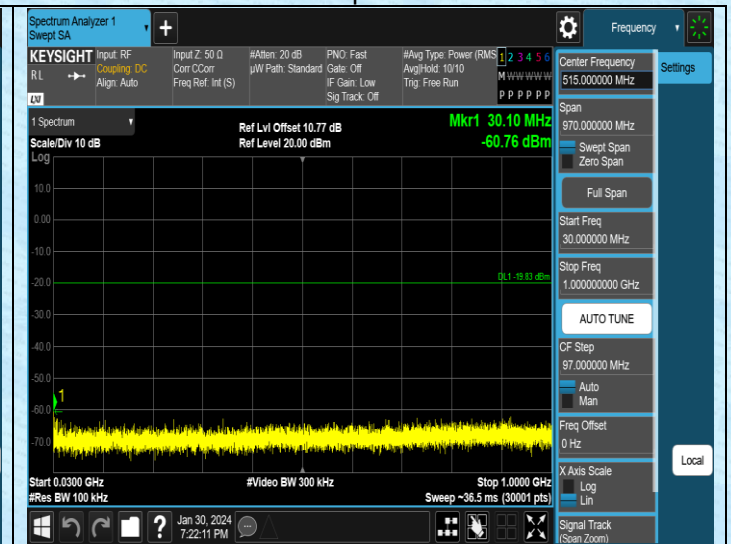 Spectrum Analyzer 1
Swept SA
+
Frequency
KEYSIGHT
RL
LXI
Input: RF
Coupling: DC
Align: Auto
Input Z: 50 Ω
Corr CCorr
Freq Ref: Int (S)
#Atten: 20 dB
µW Path: Standard
PNO: Fast
Gate: Off
IF Gain: Low
Sig Track: Off
#Avg Type: Power (RMS
Avg|Hold: 10/10
Trig: Free Run
1 2 3 4 5 6
M W W W W W
P P P P P P
1 Spectrum
Scale/Div 10 dB
Log
Ref Lvl Offset 10.77 dB
Ref Level 20.00 dBm
Mkr1 30.10 MHz
-60.76 dBm
10.0
0.00
-10.0
-20.0
DL1 -19.83 dBm
-30.0
-40.0
-50.0
1
-60.0
-70.0
Start 0.0300 GHz
#Res BW 100 kHz
#Video BW 300 kHz
Stop 1.0000 GHz
Sweep ~36.5 ms (30001 pts)
?
Jan 30, 2024
7:22:11 PM
Center Frequency
515.000000 MHz
Settings
Span
970.000000 MHz
Swept Span
Zero Span
Full Span
Start Freq
30.000000 MHz
Stop Freq
1.000000000 GHz
AUTO TUNE
CF Step
97.000000 MHz
Auto
Man
Freq Offset
0 Hz
X Axis Scale
Log
Lin
Local
Signal Track
(Span Zoom)